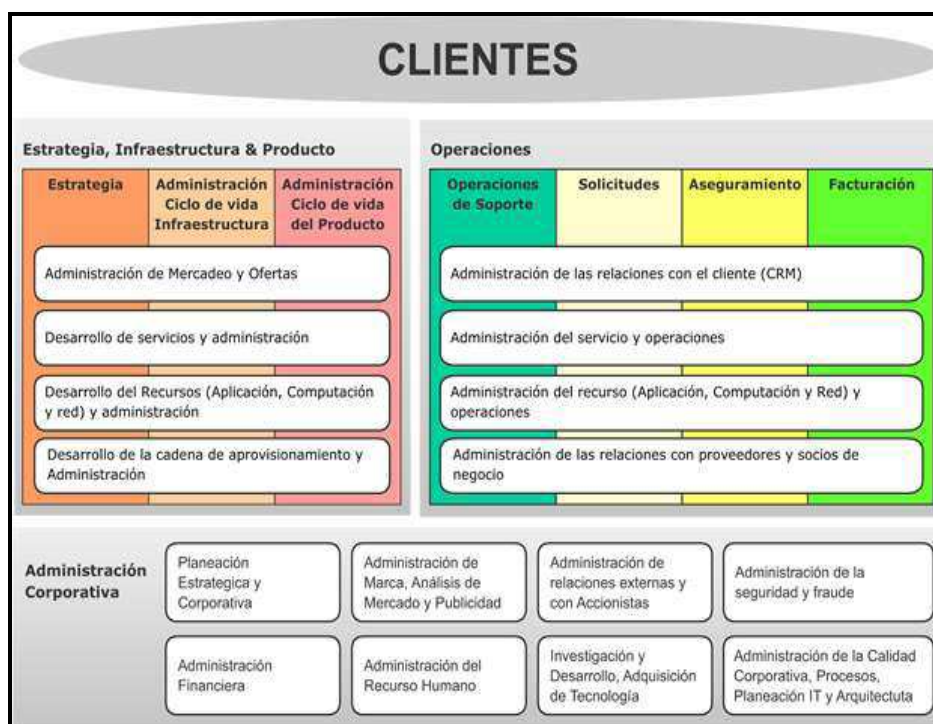 CLIENTES
Estrategia, Infraestructura & Producto
Estrategia
Administración
Ciclo de vida
Infraestructura
Administración
Ciclo de vida
del Producto
Administración de Mercadeo y Ofertas
Desarrollo de servicios y administración
Desarrollo del Recursos (Aplicación, Computación
y red) y administración
Desarrollo de la cadena de aprovisionamiento y
Administración
Operaciones
Operaciones
de Soporte
Solicitudes
Aseguramiento
Facturación
Administración de las relaciones con el cliente (CRM)
Administración del servicio y operaciones
Administración del recurso (Aplicación, Computación y Red) y
operaciones
Administración de las relaciones con proveedores y socios de
negocio
Administración
Corporativa
Planeación
Estrategica y
Corporativa
Administración de
Marca, Análisis de
Mercado y Publicidad
Administración de
relaciones externas y
con Accionistas
Administración de la
seguridad y fraude
Administración
Financiera
Administración del
Recurso Humano
Investigación y
Desarrollo, Adquisición
de Tecnología
Administración de la Calidad
Corporativa, Procesos,
Planeación IT y Arquitectuta